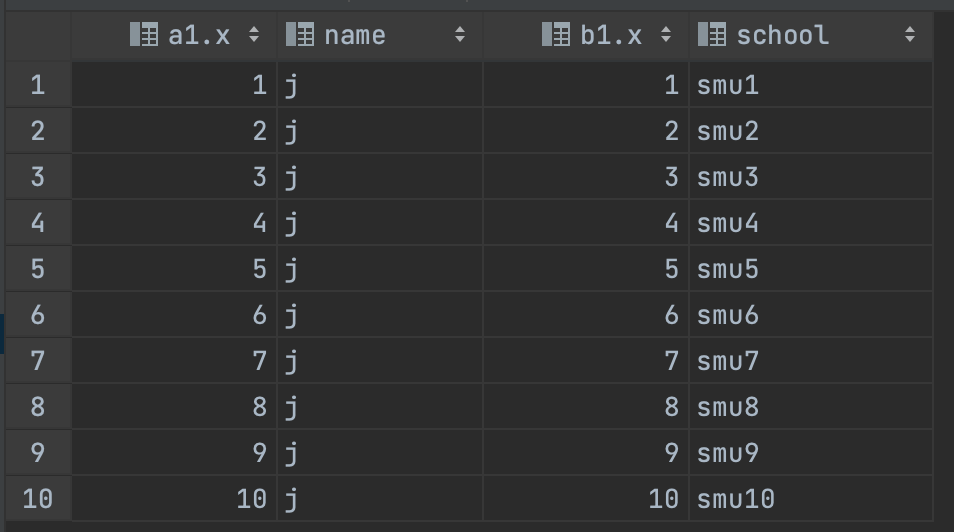 a1.x name b1.x school
1 1 j 1 smu1
2 2 j 2 smu2
3 3 j 3 smu3
4 4 j 4 smu4
5 5 j 5 smu5
6 6 j 6 smu6
7 7 j 7 smu7
8 8 j 8 smu8
9 9 j 9 smu9
10 10 j 10 smu10